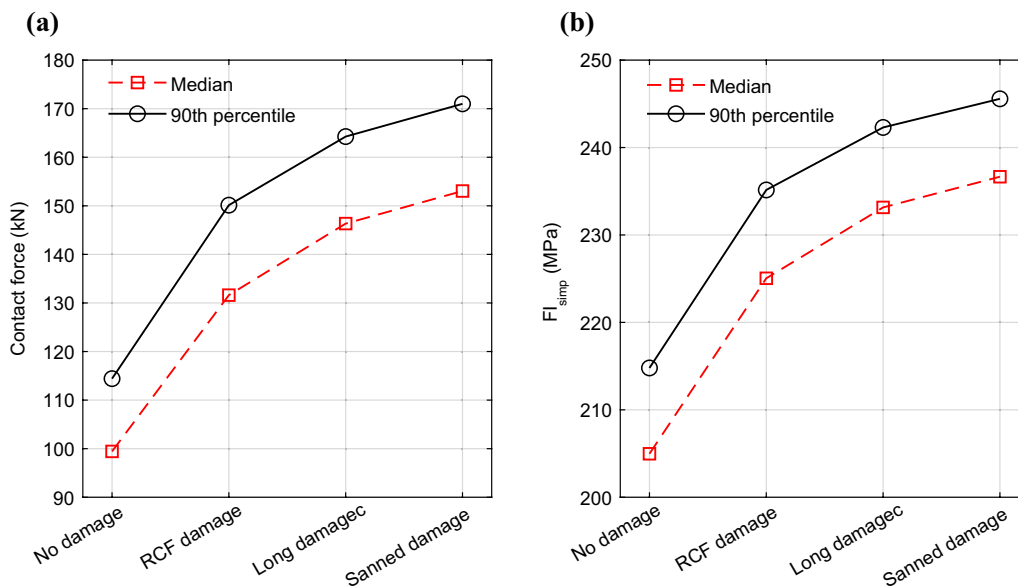 (a)
180
170
160
150
140
130
120
110
100
90
Contact force (kN)
Median
90th percentile
No damage
RCF damage
Long damagec
Sanned damage
(b)
250
240
230
220
210
200
FI_simp (MPa)
Median
90th percentile
No damage
RCF damage
Long damagec
Sanned damage